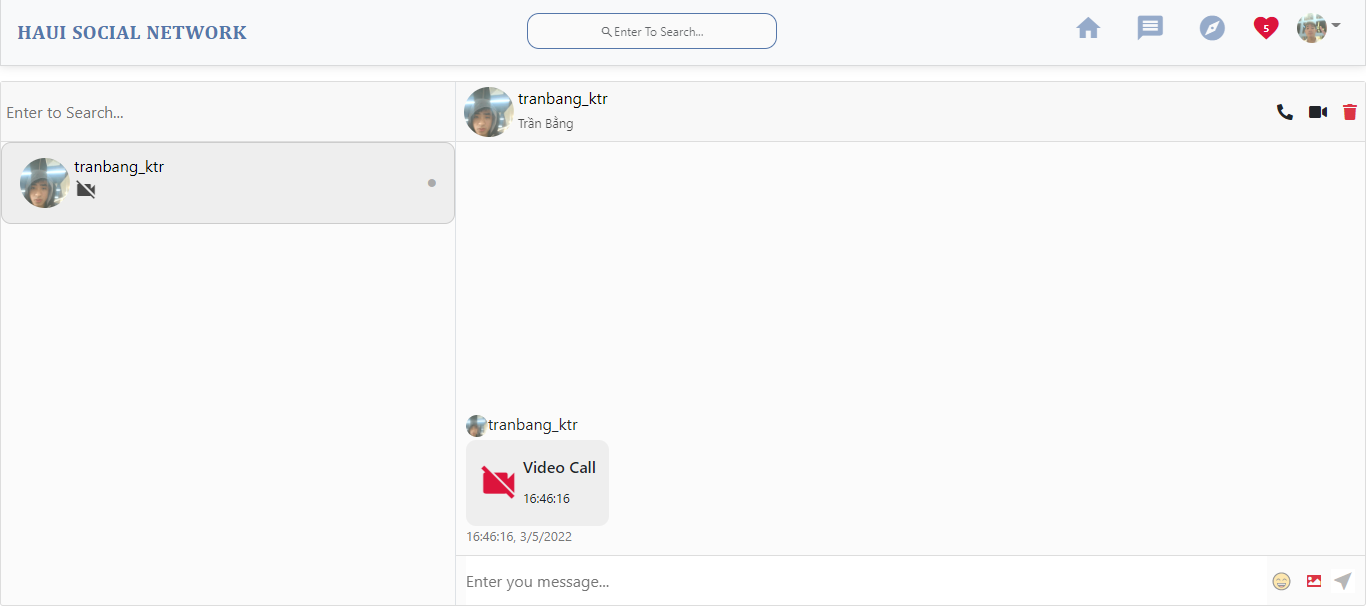 HAUI SOCIAL NETWORK
Enter To Search...
5
Enter to Search...
tranbang_ktr
Trần Bằng
tranbang_ktr
tranbang_ktr
Video Call
16:46:16
16:46:16, 3/5/2022
Enter you message...